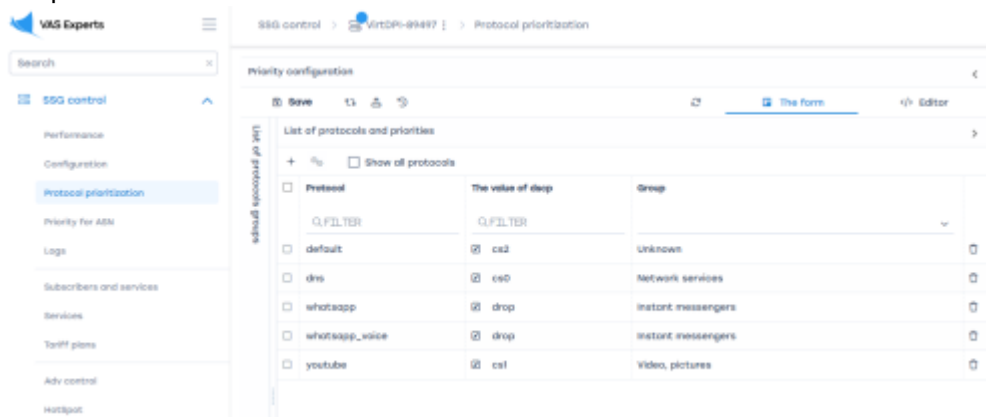 VAS Experts
SSG control > VirtDPI-89497 > Protocol prioritization
Search
Priority configuration
SSG control
Save
The form
</> Editor
Performance
List of protocols groups
List of protocols and priorities
Configuration
Show all protocols
Protocol prioritization
Protocol
The value of dscp
Group
Priority for ASN
FILTER
FILTER
Logs
default
cs2
Unknown
dns
cs0
Network services
Subscribers and services
whatsapp
drop
Instant messengers
Services
whatsapp_voice
drop
Instant messengers
Tariff plans
youtube
cs1
Video, pictures
Adv control
HotSpot